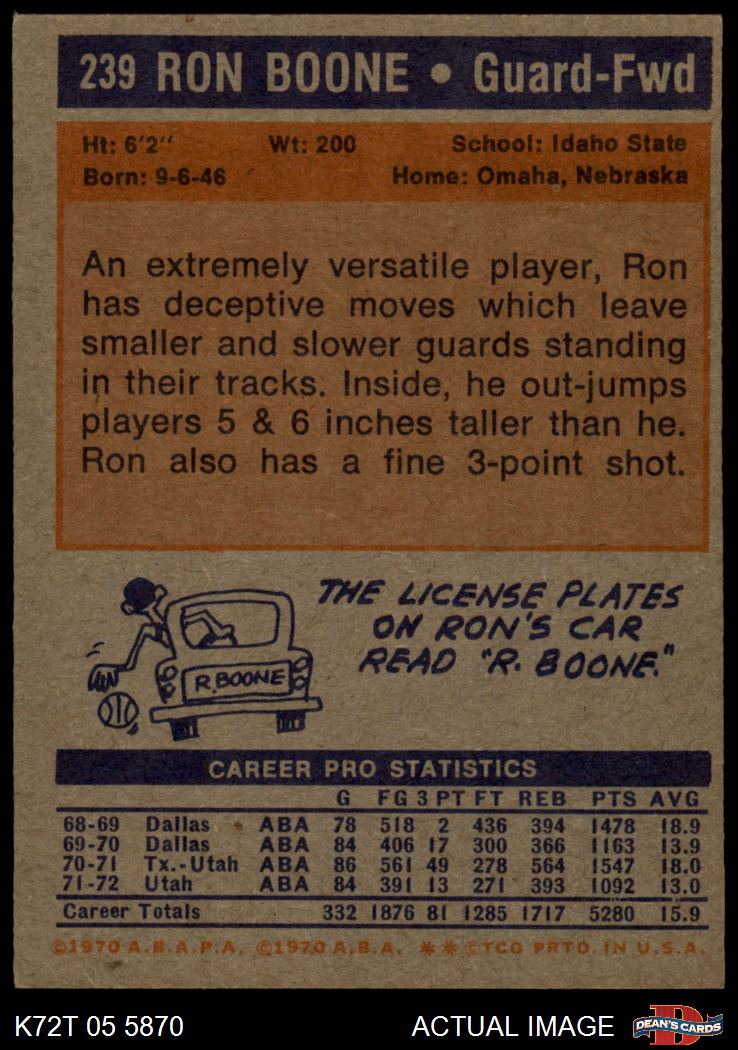 239 RON BOONE • Guard-Fwd
Ht: 6'2" Wt: 200 School: Idaho State
Born: 9-6-46 Home: Omaha, Nebraska
An extremely versatile player, Ron
has deceptive moves which leave
smaller and slower guards standing
in their tracks. Inside, he out-jumps
players 5 & 6 inches taller than he.
Ron also has a fine 3-point shot.
THE LICENSE PLATES
ON RON'S CAR
READ "R. BOONE."
R. BOONE
CAREER PRO STATISTICS
G FG 3 PT FT REB PTS AVG
68-69 Dallas ABA 78 518 2 436 394 1478 18.9
69-70 Dallas ABA 84 406 17 300 366 1163 13.9
70-71 Tx.-Utah ABA 86 561 49 278 564 1547 18.0
71-72 Utah ABA 84 391 13 271 393 1092 13.0
Career Totals 332 1876 81 1285 1717 5280 15.9
©1970 A.B.A.P.A. ©1970 A.B.A. ** ©TCG PRTD. IN U.S.A.
K72T 05 5870 ACTUAL IMAGE DEAN'S CARDS